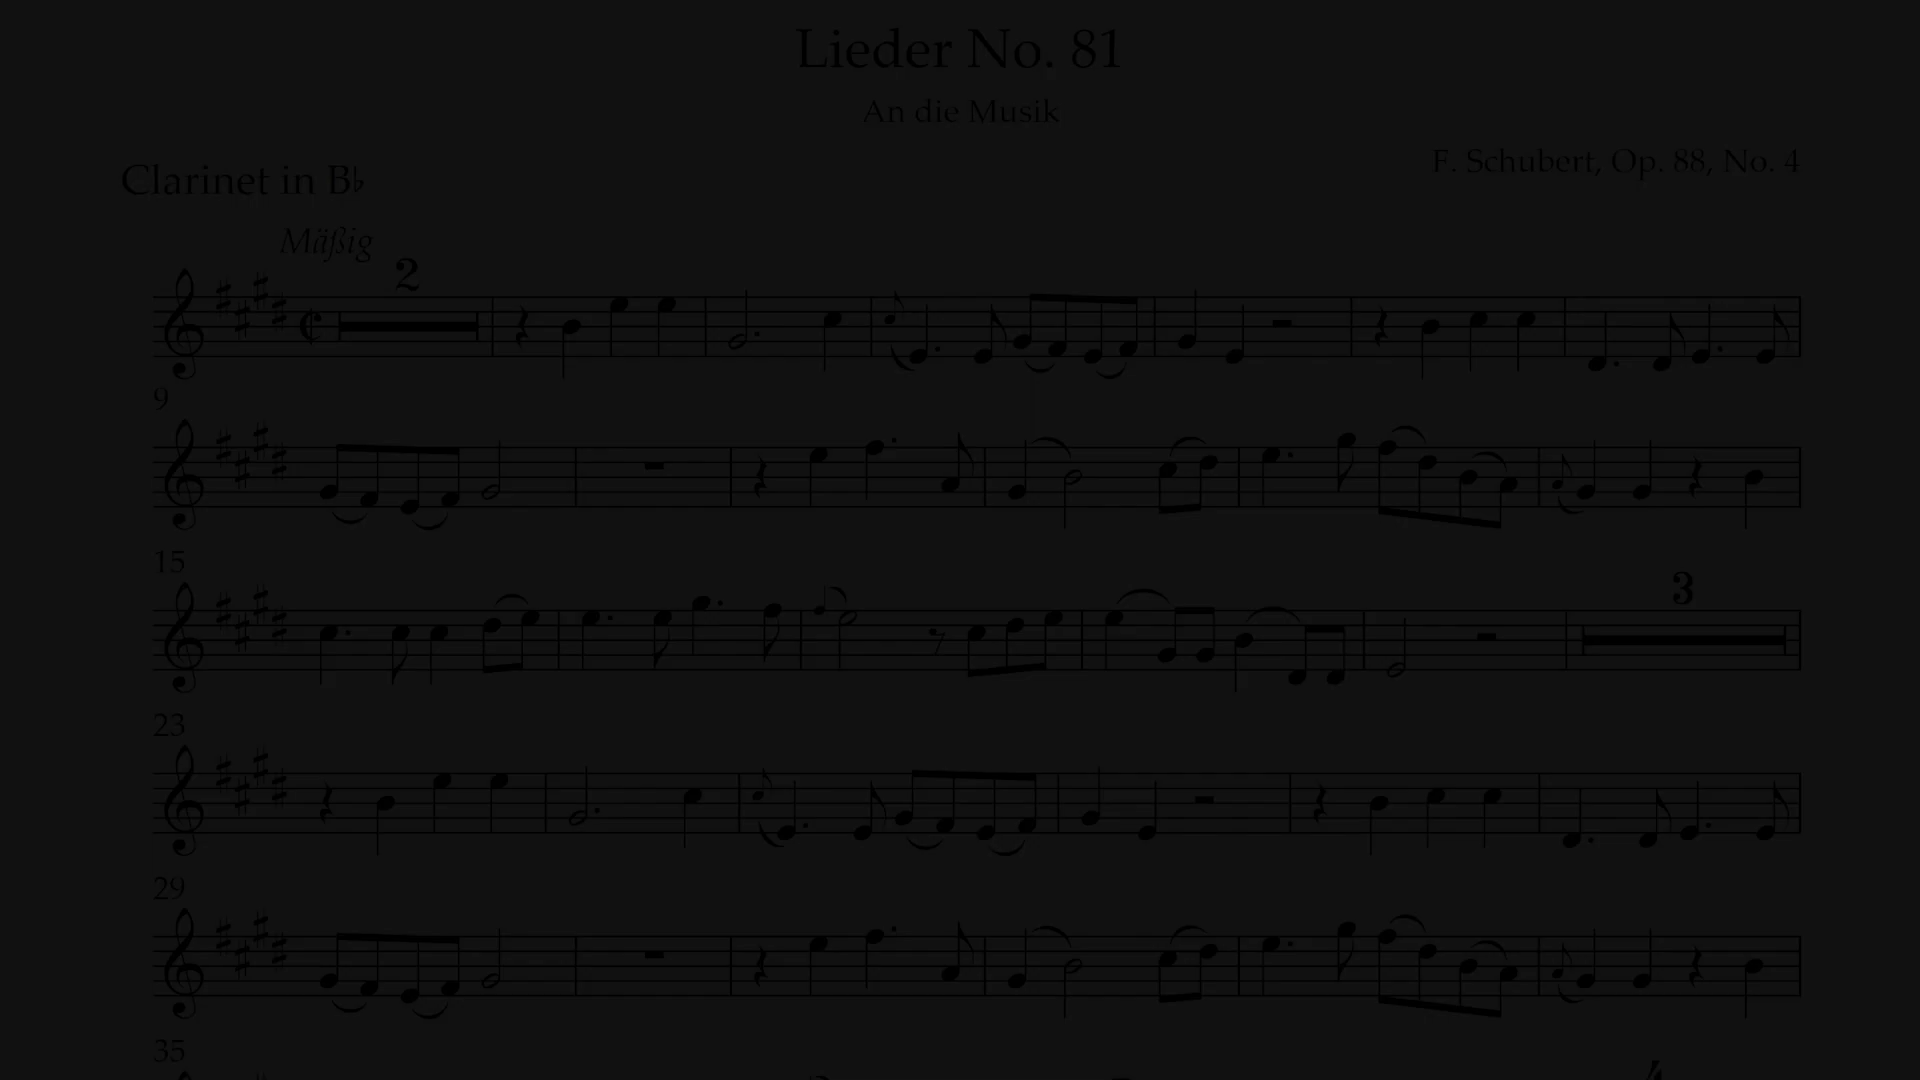 Lieder No. 81
An die Musik
F. Schubert, Op. 88, No. 4
Clarinet in B♭
Mäßig
2
9
15
3
23
29
35
4